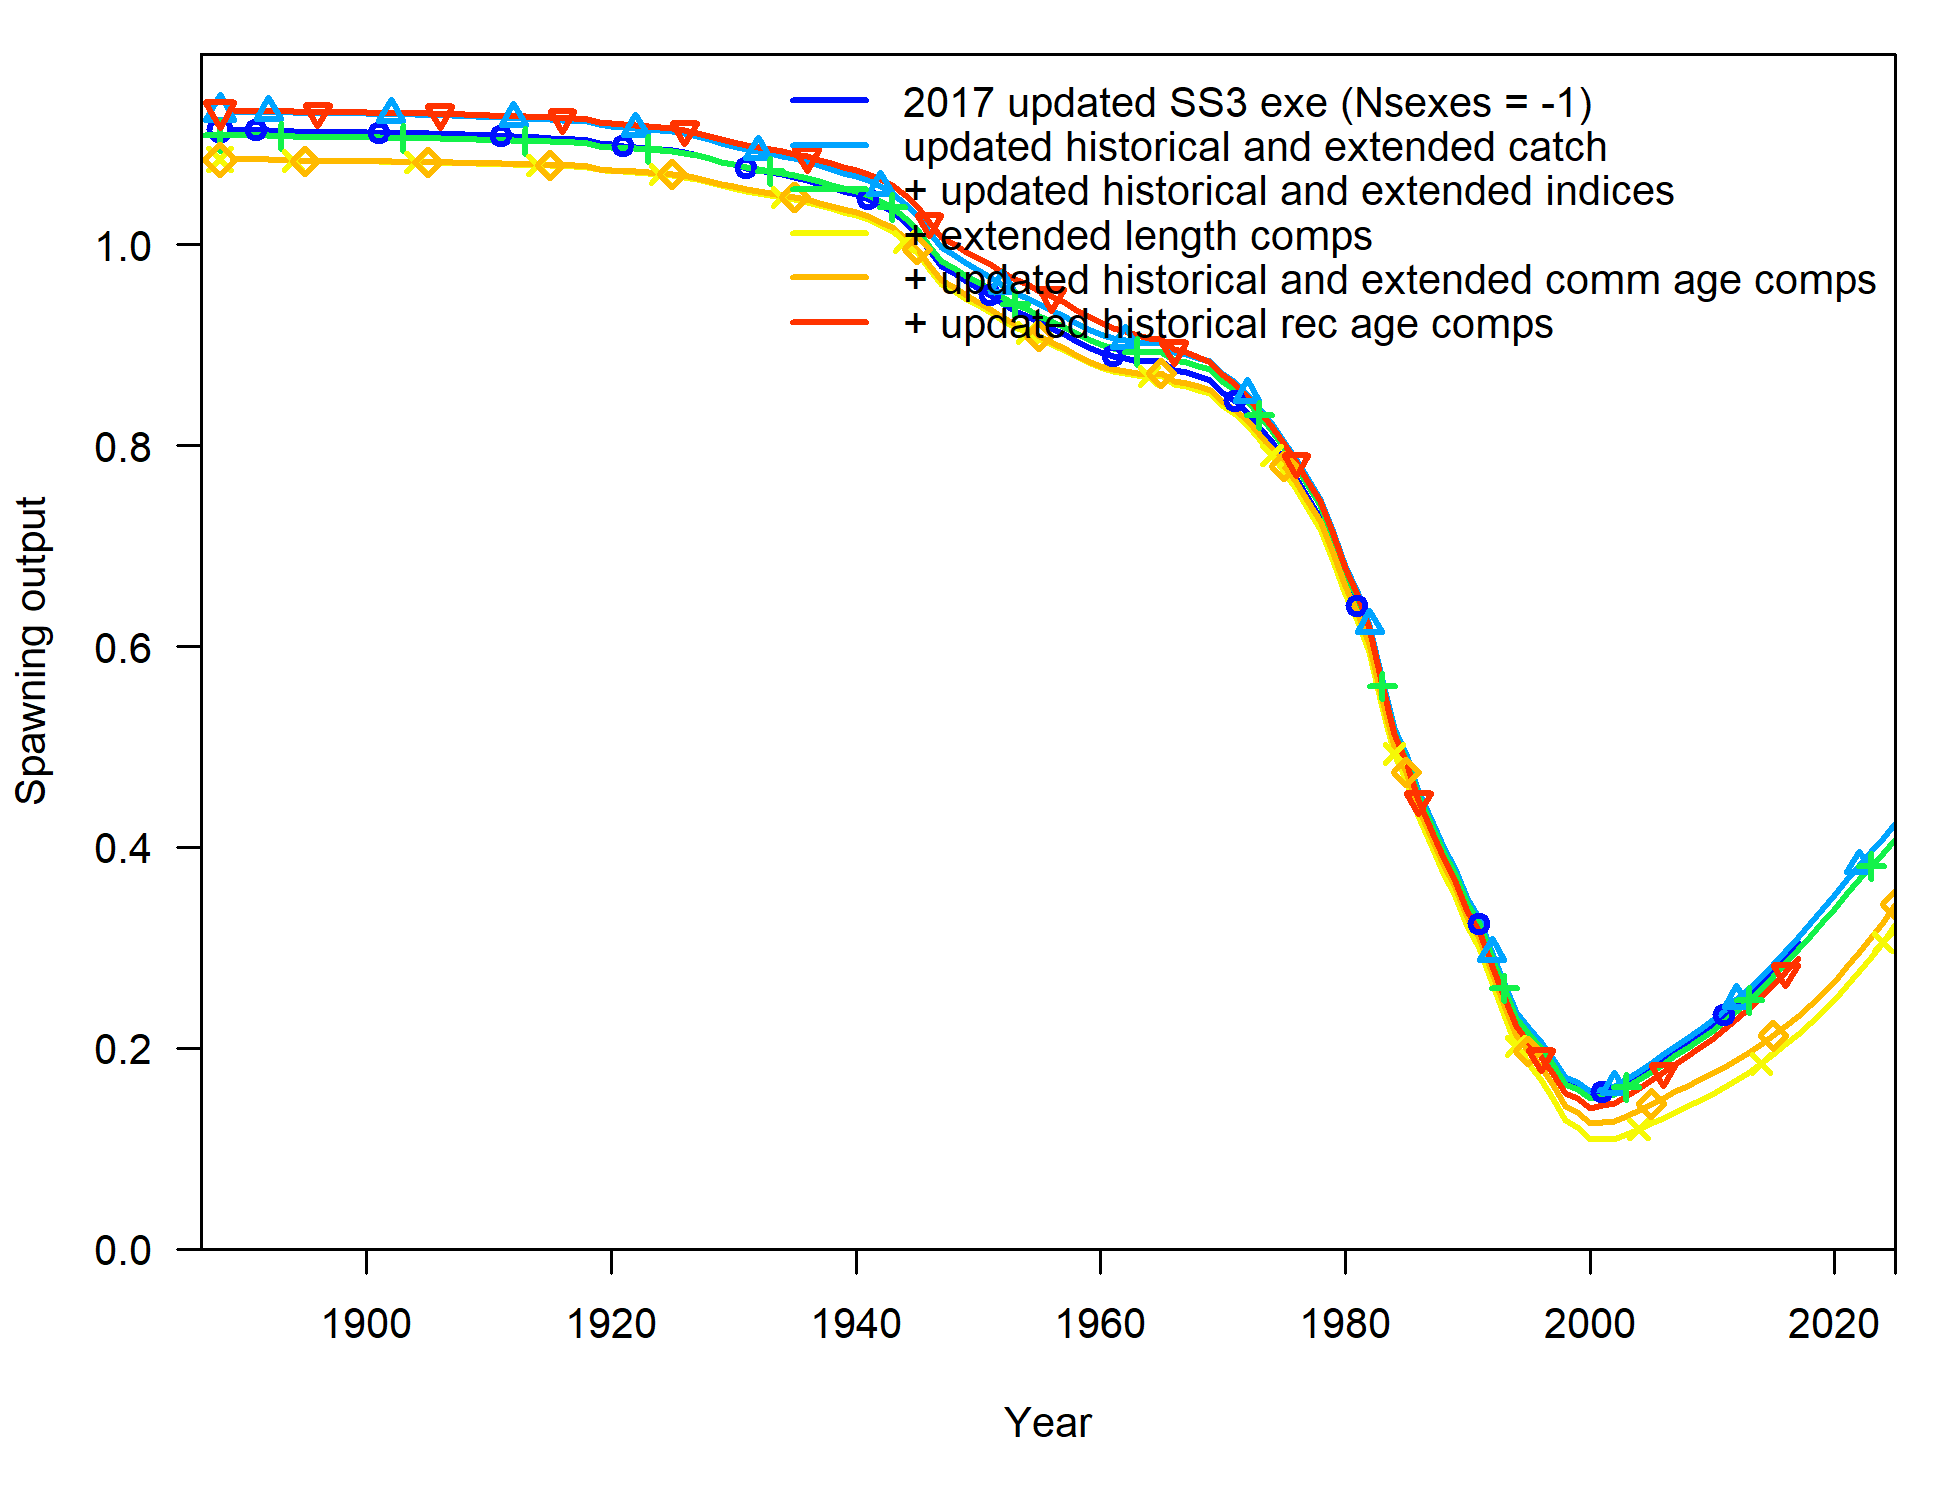 2017 updated SS3 exe (Nsexes = -1)
updated historical and extended catch
+ updated historical and extended indices
+ extended length comps
+ updated historical and extended comm age comps
+ updated historical rec age comps
1.0
0.8
0.6
0.4
0.2
0.0
Spawning output
1900 1920 1940 1960 1980 2000 2020
Year